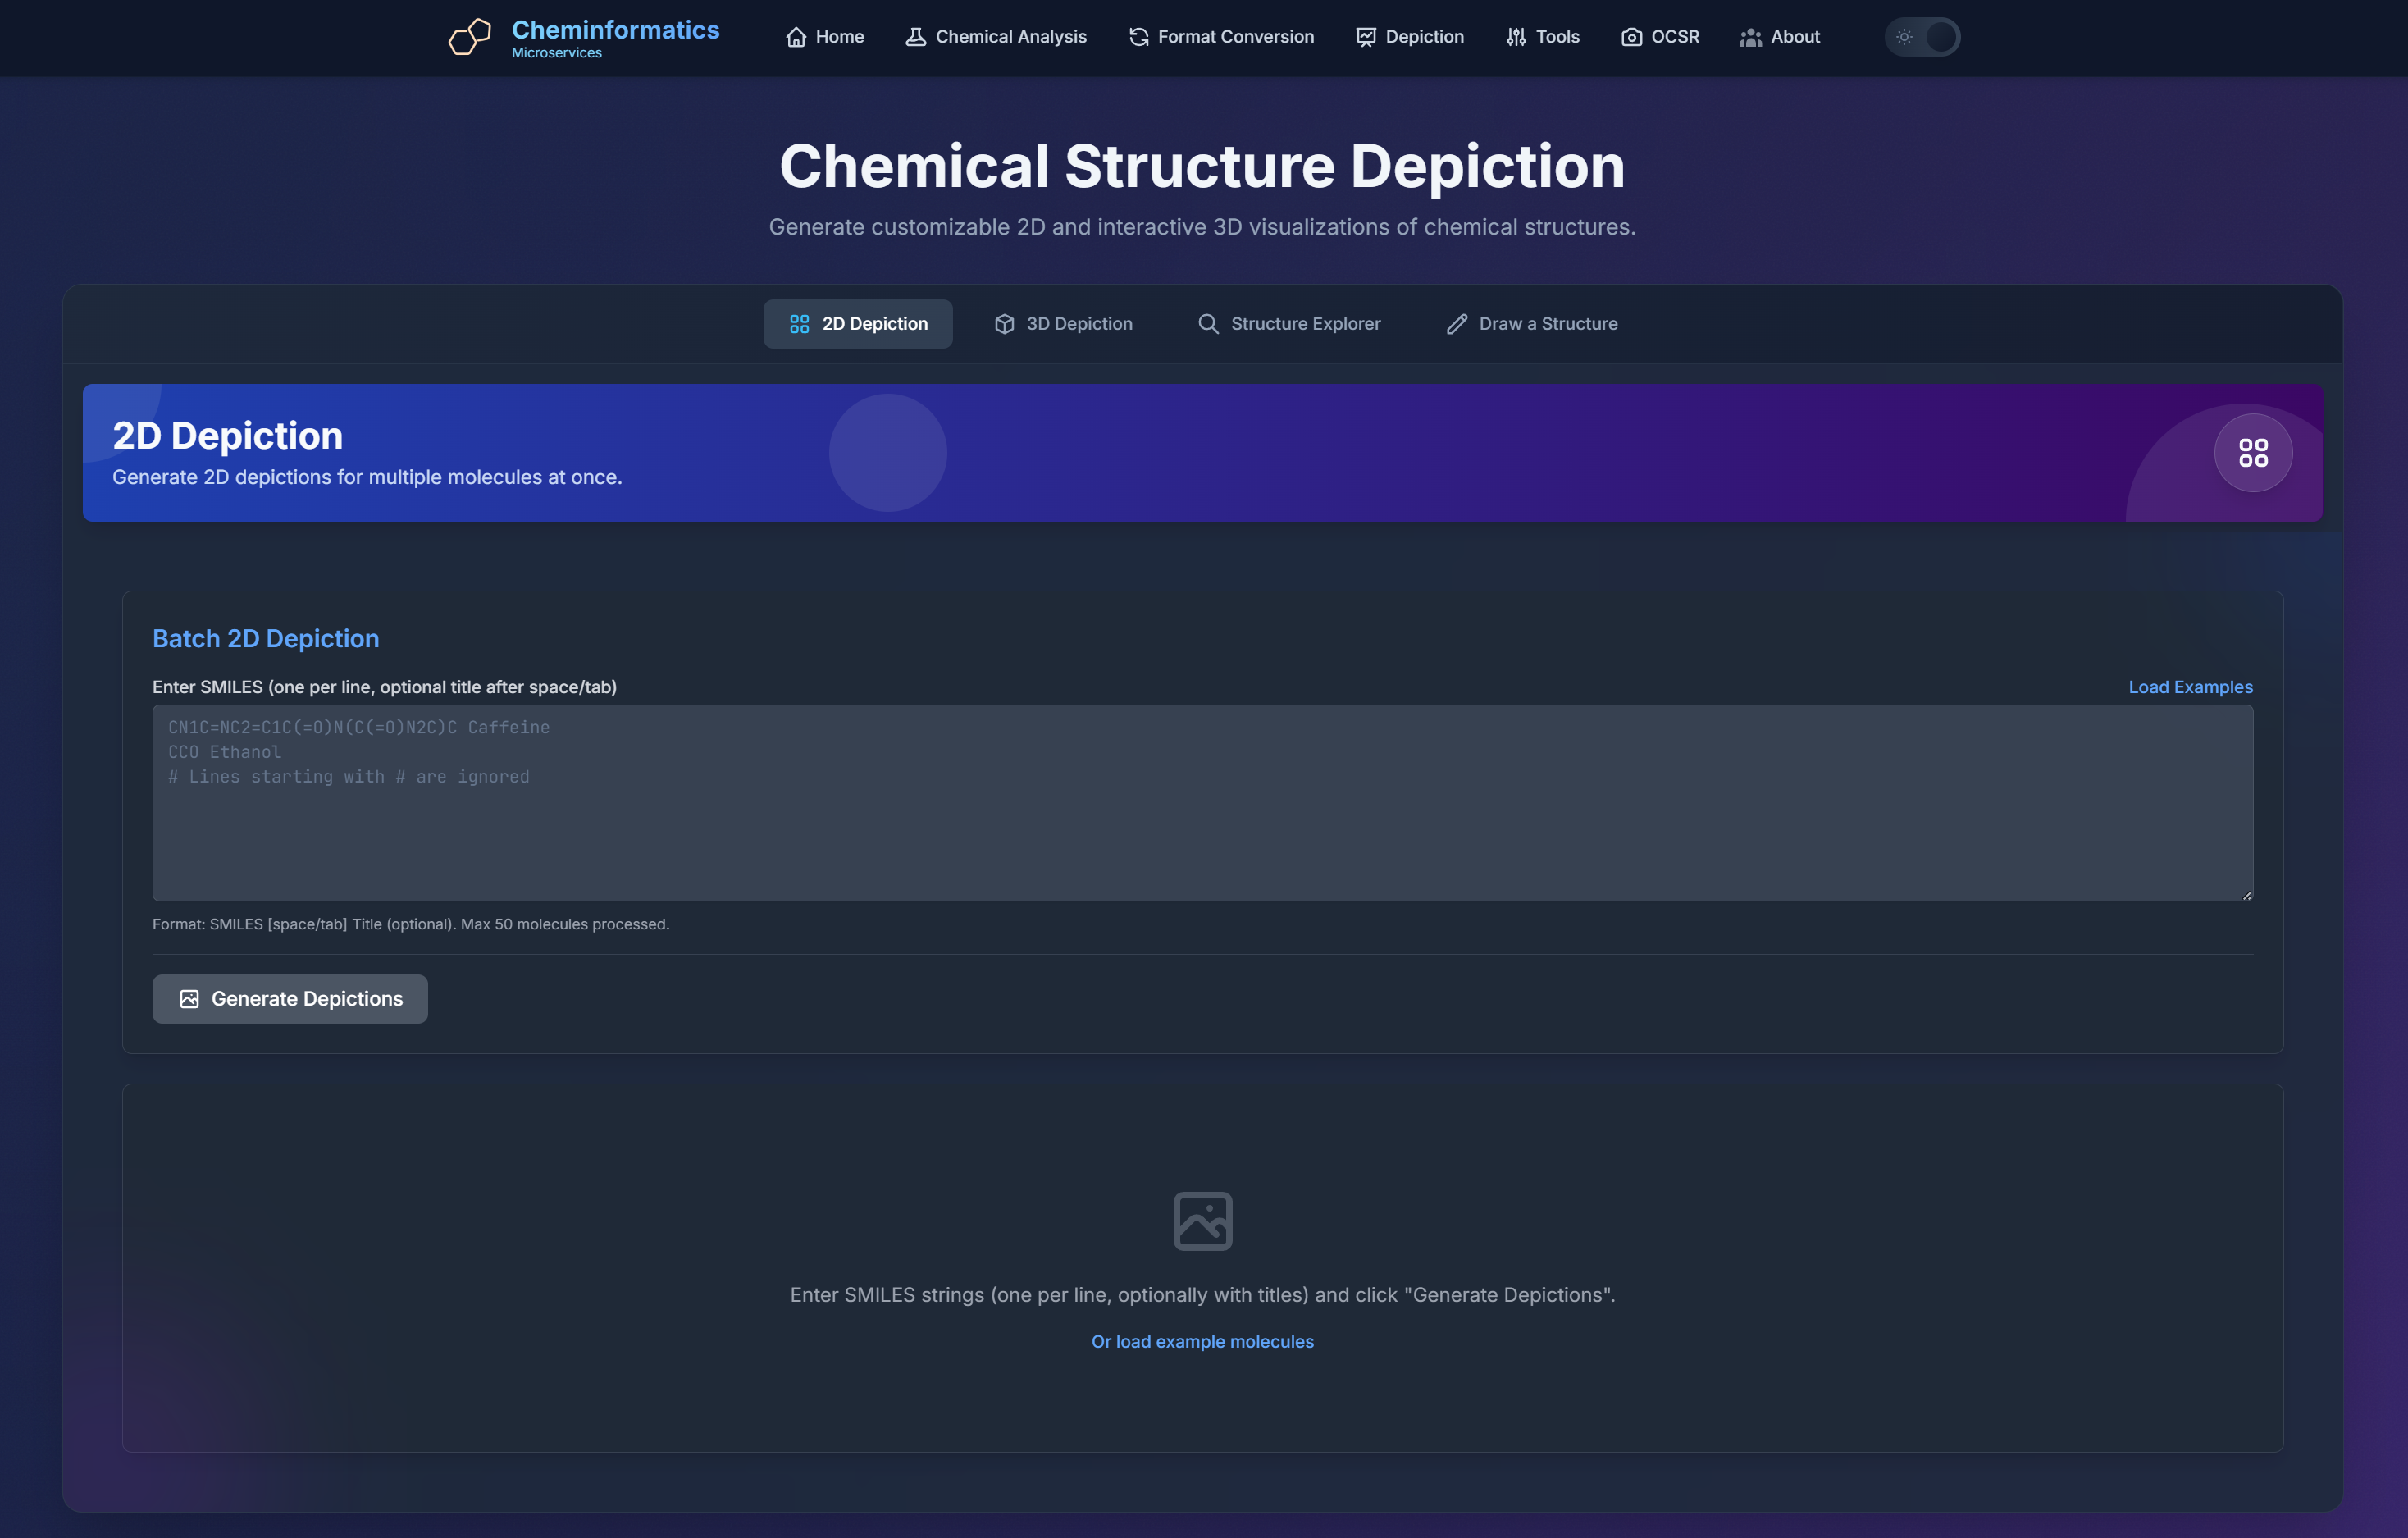 Cheminformatics
Microservices
Home
Chemical Analysis
Format Conversion
Depiction
Tools
OCSR
About
Chemical Structure Depiction
Generate customizable 2D and interactive 3D visualizations of chemical structures.
2D Depiction
3D Depiction
Structure Explorer
Draw a Structure
2D Depiction
Generate 2D depictions for multiple molecules at once.
Batch 2D Depiction
Enter SMILES (one per line, optional title after space/tab)
Load Examples
CN1C=NC2=C1C(=O)N(C(=O)N2C)C Caffeine
CCO Ethanol
# Lines starting with # are ignored
Format: SMILES [space/tab] Title (optional). Max 50 molecules processed.
Generate Depictions
Enter SMILES strings (one per line, optionally with titles) and click "Generate Depictions".
Or load example molecules